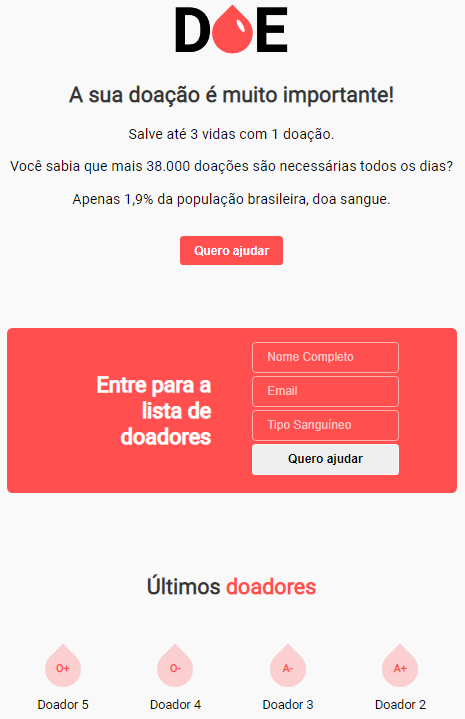 DOE
A sua doação é muito importante!
Salve até 3 vidas com 1 doação.
Você sabia que mais 38.000 doações são necessárias todos os dias?
Apenas 1,9% da população brasileira, doa sangue.
Quero ajudar
Entre para a
lista de
doadores
Nome Completo
Email
Tipo Sanguíneo
Quero ajudar
Últimos doadores
O+ O- A- A+
Doador 5 Doador 4 Doador 3 Doador 2